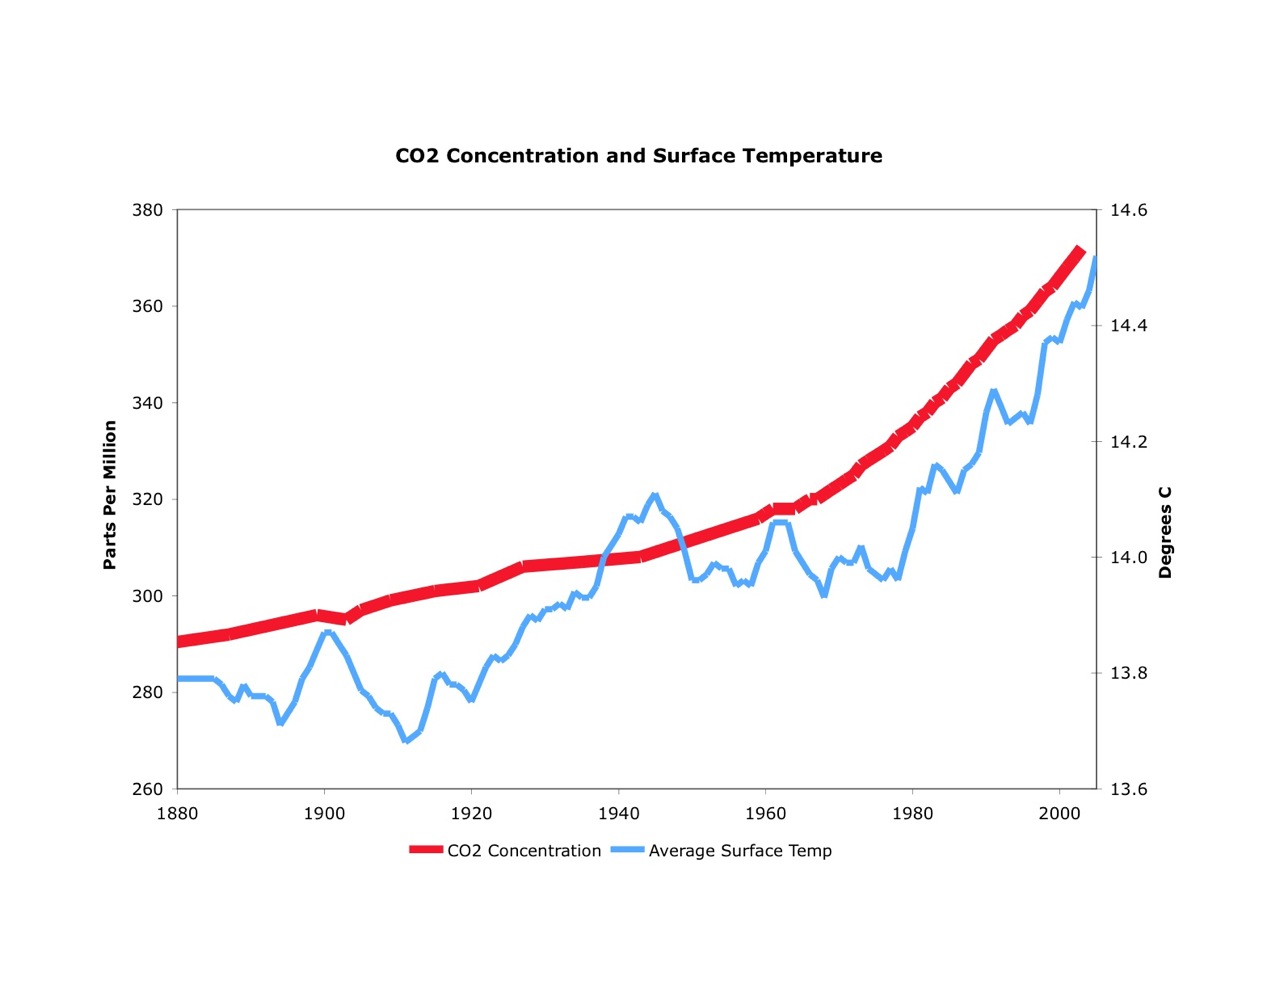 CO2 Concentration and Surface Temperature
380
360
340
320
300
280
260
Parts Per Million
14.6
14.4
14.2
14.0
13.8
13.6
Degrees C
1880 1900 1920 1940 1960 1980 2000
CO2 Concentration Average Surface Temp